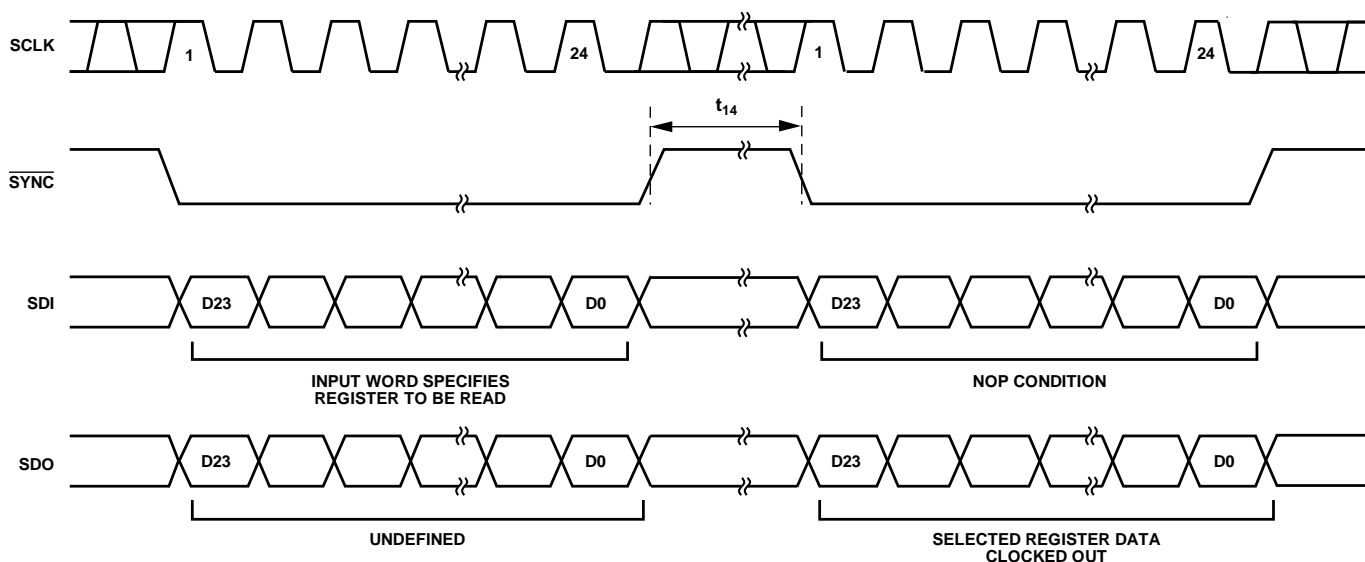 SCLK
1
24
1
24
t14
SYNC
SDI
D23
D0
D23
D0
INPUT WORD SPECIFIES
REGISTER TO BE READ
NOP CONDITION
SDO
D23
D0
D23
D0
UNDEFINED
SELECTED REGISTER DATA
CLOCKED OUT